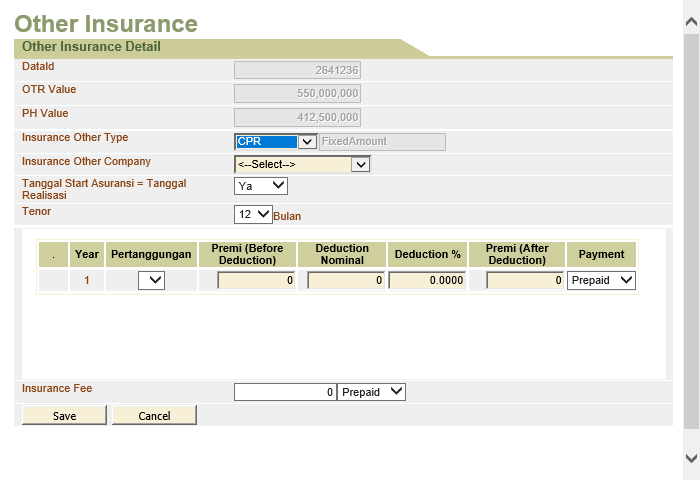 Other Insurance
Other Insurance Detail
DataId 2641236
OTR Value 550,000,000
PH Value 412,500,000
Insurance Other Type CPR FixedAmount
Insurance Other Company <--Select-->
Tanggal Start Asuransi = Tanggal Realisasi Ya
Tenor 12 Bulan
. Year Pertanggungan Premi (Before Deduction) Deduction Nominal Deduction % Premi (After Deduction) Payment
1 0 0 0.0000 0 Prepaid
Insurance Fee 0 Prepaid
Save Cancel